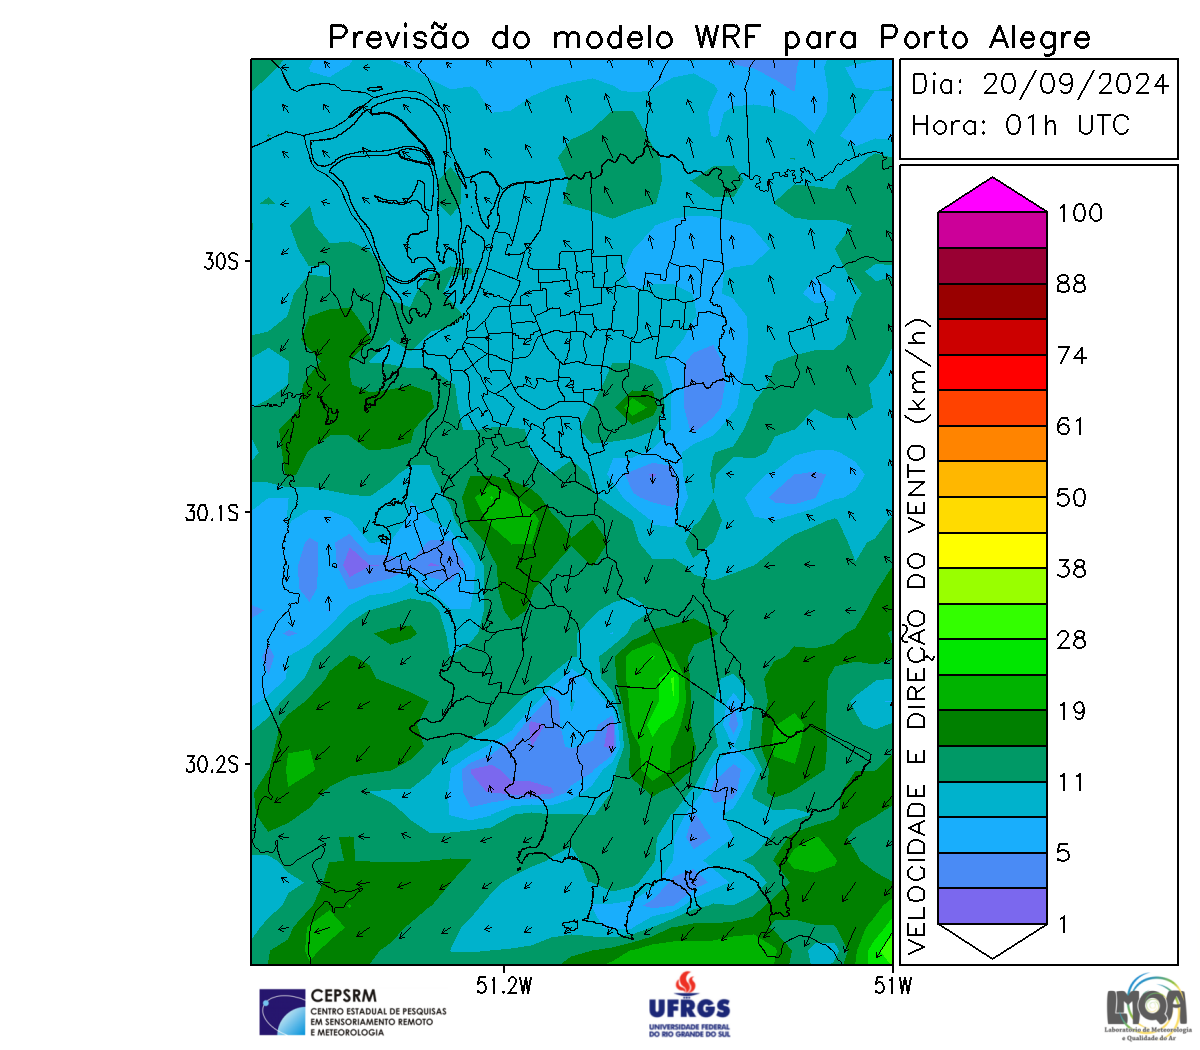 Previsão do modelo WRF para Porto Alegre
Dia: 20/09/2024
Hora: 01h UTC
30S
30.1S
30.2S
51.2W
51W
VELOCIDADE E DIREÇÃO DO VENTO (km/h)
100
88
74
61
50
38
28
19
11
5
1
CEPSRM
CENTRO ESTADUAL DE PESQUISAS
EM SENSORIAMENTO REMOTO
E METEOROLOGIA
UFRGS
UNIVERSIDADE FEDERAL
DO RIO GRANDE DO SUL
LMQA
Laboratório de Meteorologia
e Qualidade do Ar